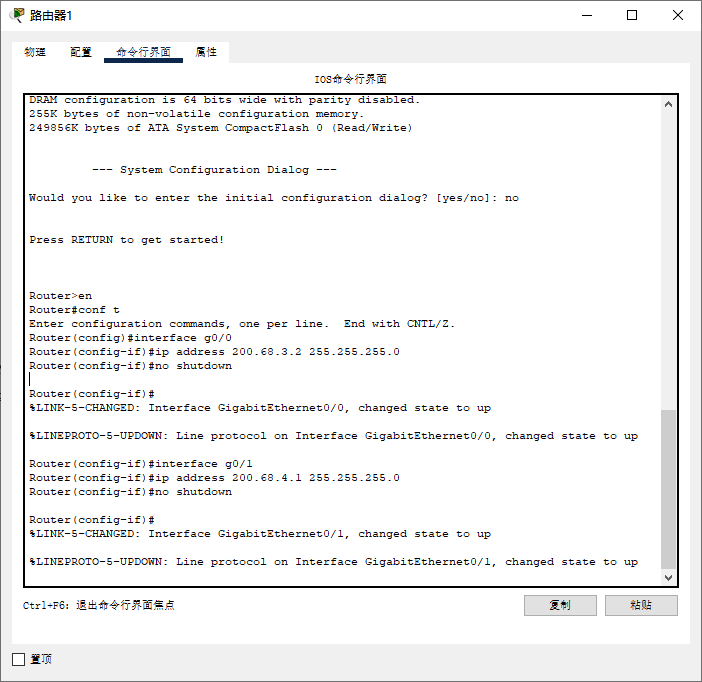 路由器1
物理 配置 命令行界面 属性
IOS命令行界面
DRAM configuration is 64 bits wide with parity disabled.
255K bytes of non-volatile configuration memory.
249856K bytes of ATA System CompactFlash 0 (Read/Write)
--- System Configuration Dialog ---
Would you like to enter the initial configuration dialog? [yes/no]: no
Press RETURN to get started!
Router>en
Router#conf t
Enter configuration commands, one per line.  End with CNTL/Z.
Router(config)#interface g0/0
Router(config-if)#ip address 200.68.3.2 255.255.255.0
Router(config-if)#no shutdown
Router(config-if)#
%LINK-5-CHANGED: Interface GigabitEthernet0/0, changed state to up
%LINEPROTO-5-UPDOWN: Line protocol on Interface GigabitEthernet0/0, changed state to up
Router(config-if)#interface g0/1
Router(config-if)#ip address 200.68.4.1 255.255.255.0
Router(config-if)#no shutdown
Router(config-if)#
%LINK-5-CHANGED: Interface GigabitEthernet0/1, changed state to up
%LINEPROTO-5-UPDOWN: Line protocol on Interface GigabitEthernet0/1, changed state to up
Ctrl+F6: 退出命令行界面焦点 复制 粘贴
置顶